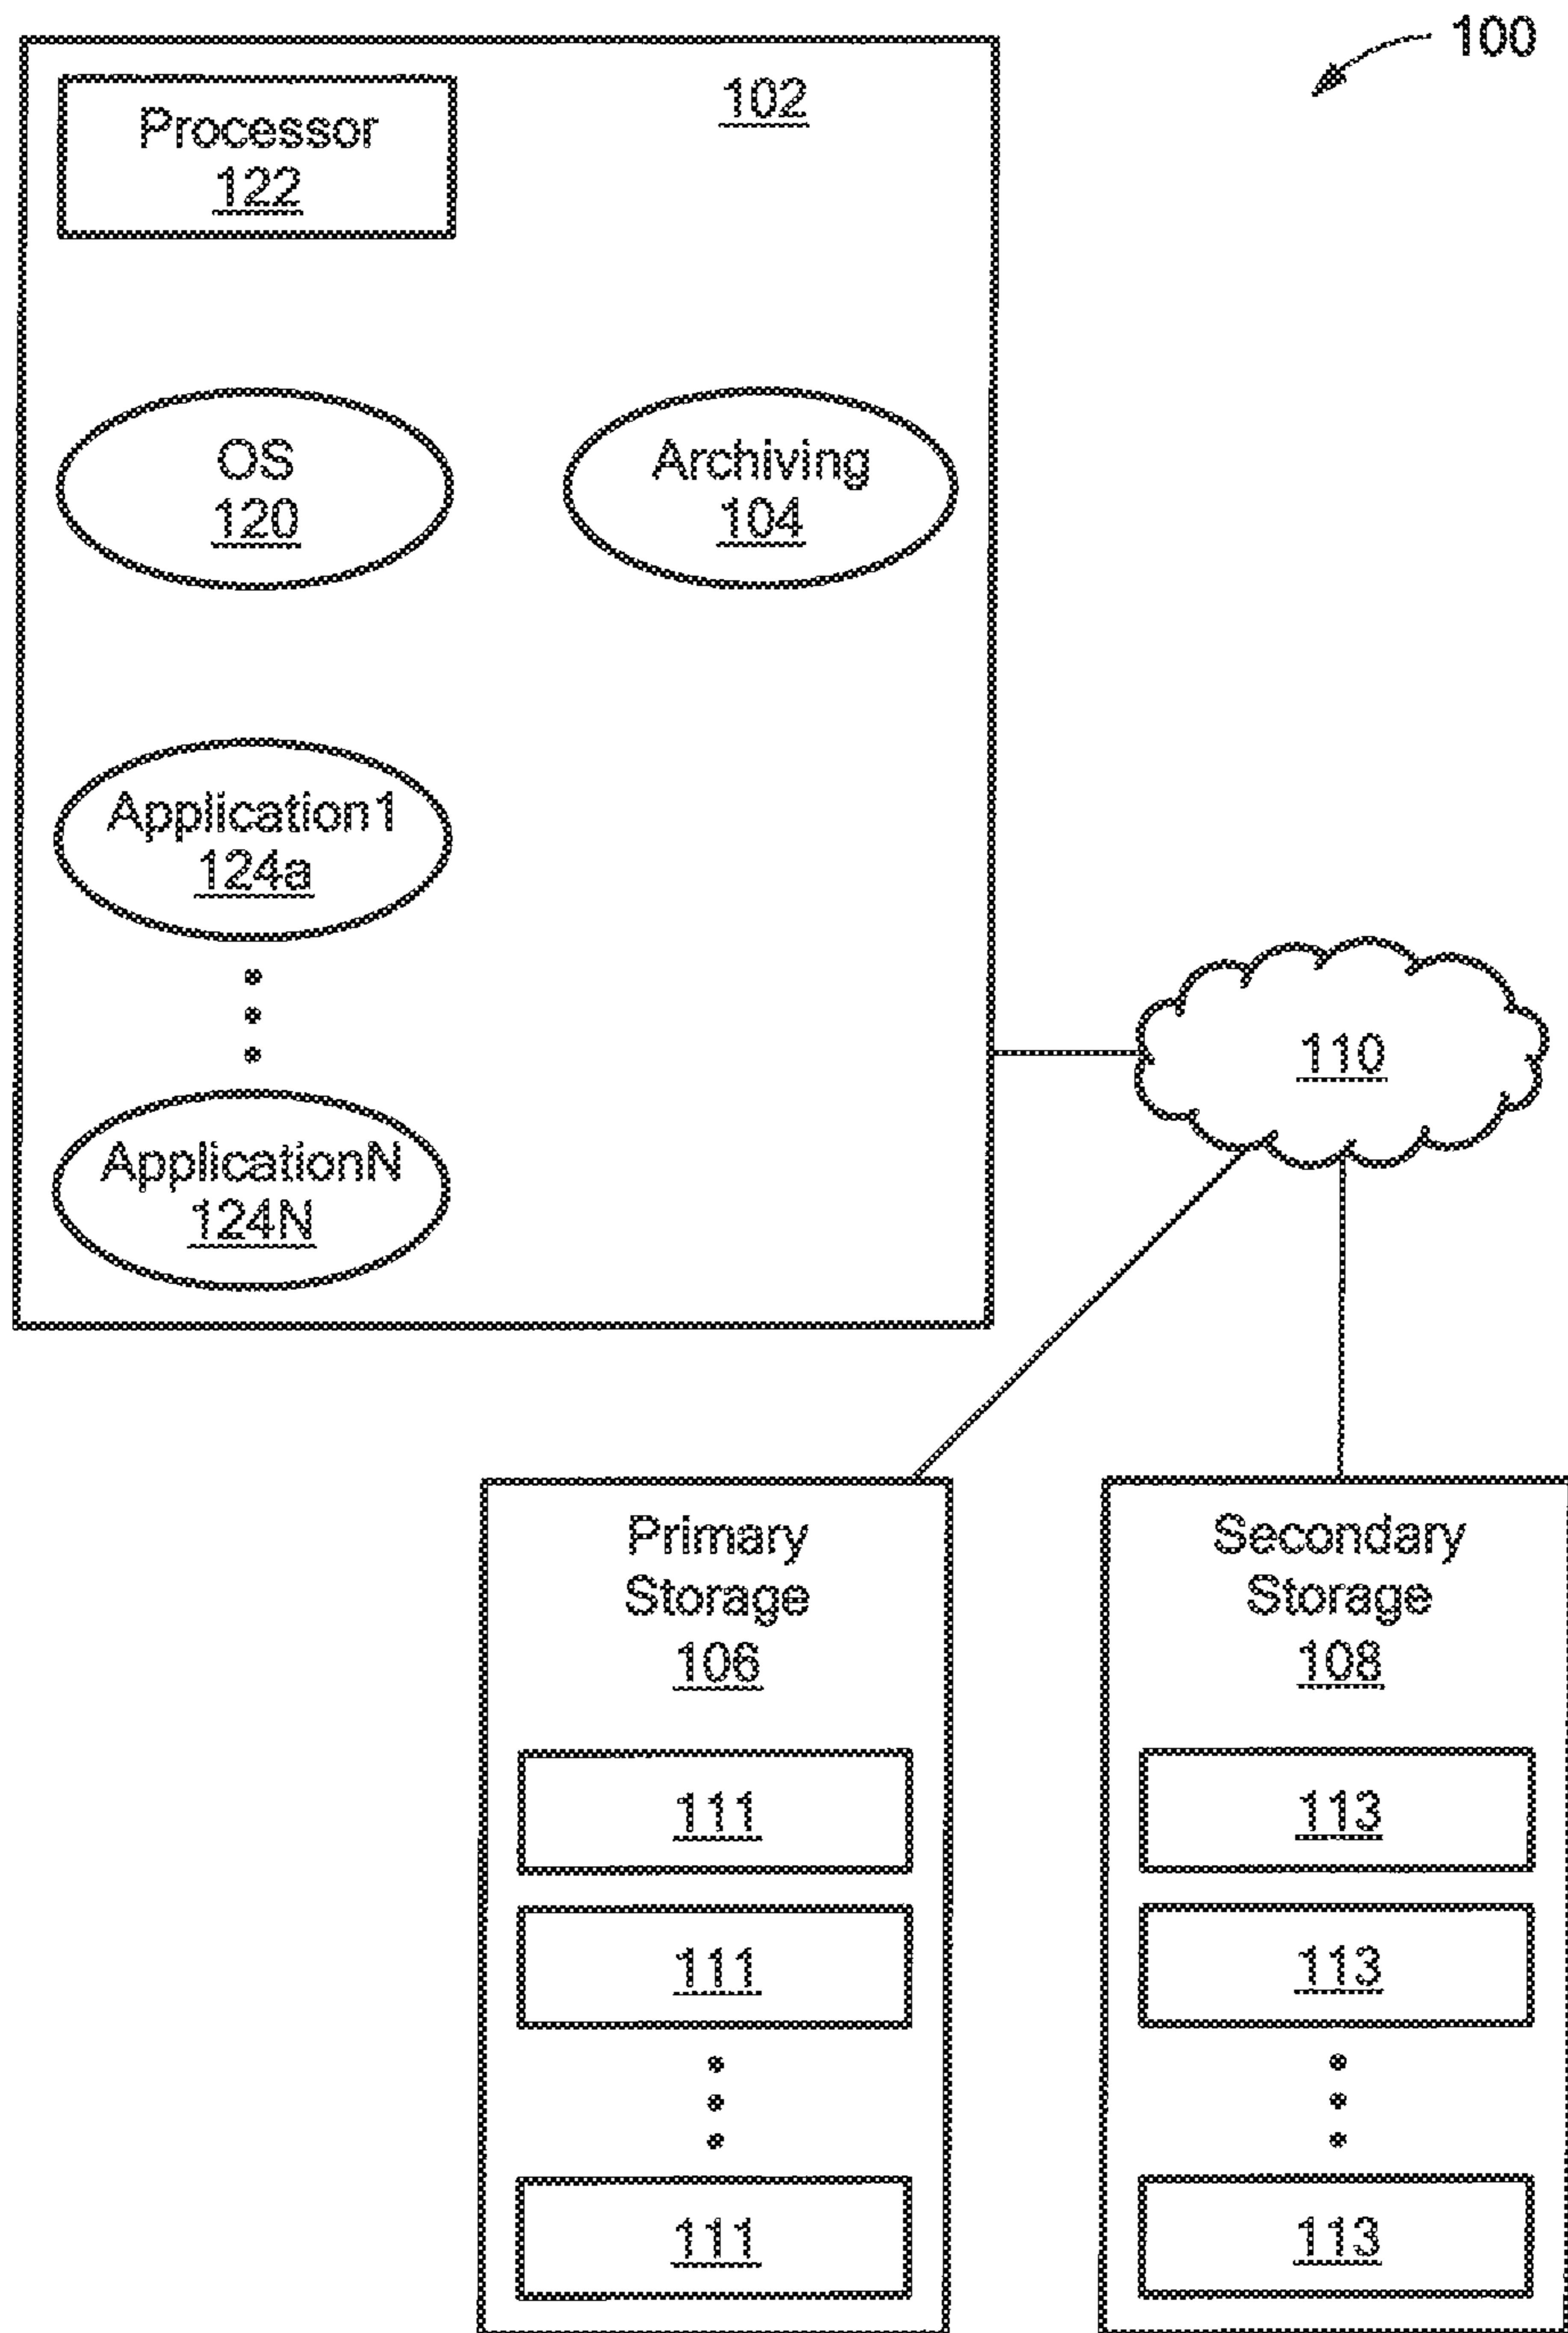 100
102
Processor
122
OS
120
Archiving
104
Application1
124a
ApplicationN
124N
110
Primary
Storage
106
111
111
111
Secondary
Storage
108
113
113
113